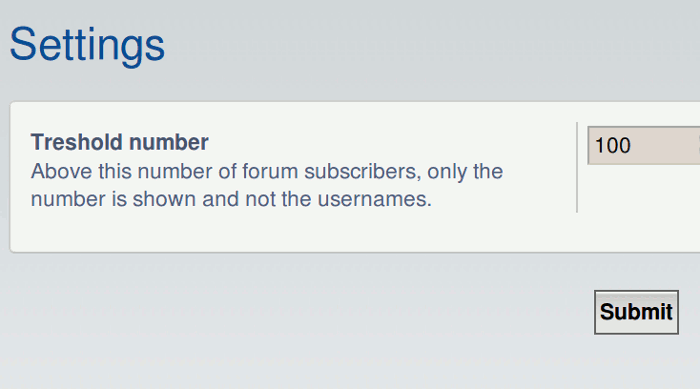 Settings
Treshold number
Above this number of forum subscribers, only the
number is shown and not the usernames.
100
Submit